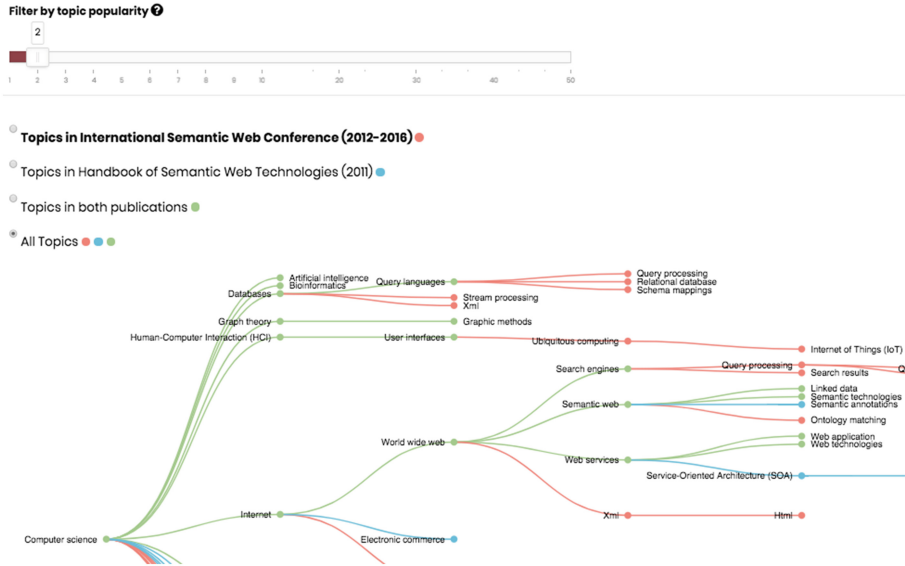 Filter by topic popularity ?
2
1 2 3 4 5 6 7 8 9 10 20 30 40 50
Topics in International Semantic Web Conference (2012-2016)
Topics in Handbook of Semantic Web Technologies (2011)
Topics in both publications
All Topics
Artificial intelligence
Bioinformatics
Databases
Query languages
Query processing
Relational database
Schema mappings
Stream processing
Xml
Graph theory
Graphic methods
Human-Computer Interaction (HCI)
User interfaces
Ubiquitous computing
Internet of Things (IoT)
Search engines
Query processing
Q
Search results
Semantic web
Linked data
Semantic technologies
Semantic annotations
Ontology matching
World wide web
Web services
Web application
Web technologies
Service-Oriented Architecture (SOA)
Xml
Html
Internet
Electronic commerce
Computer science